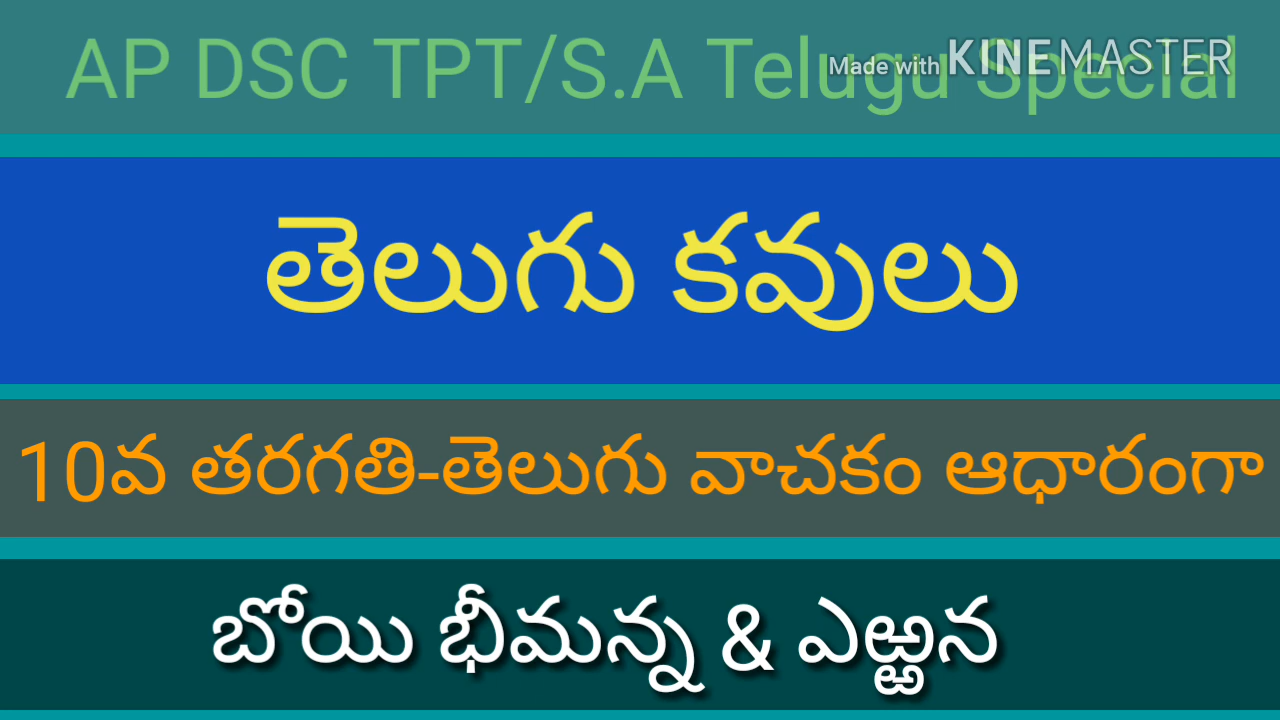 AP DSC TPT/S.A Telugu Special
Made with KINEMASTER
తెలుగు కవులు
10వ తరగతి-తెలుగు వాచకం ఆధారంగా
బోయి భీమన్న & ఎఱ్ఱన